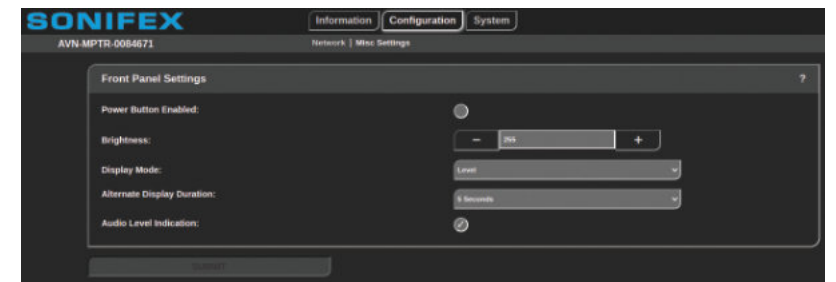 SONIFEX
Information Configuration System
AVN-MPTR-0084671
Network | Misc Settings
Front Panel Settings ?
Power Button Enabled:
Brightness: − 255 +
Display Mode: Level
Alternate Display Duration: 5 Seconds
Audio Level Indication:
SUBMIT